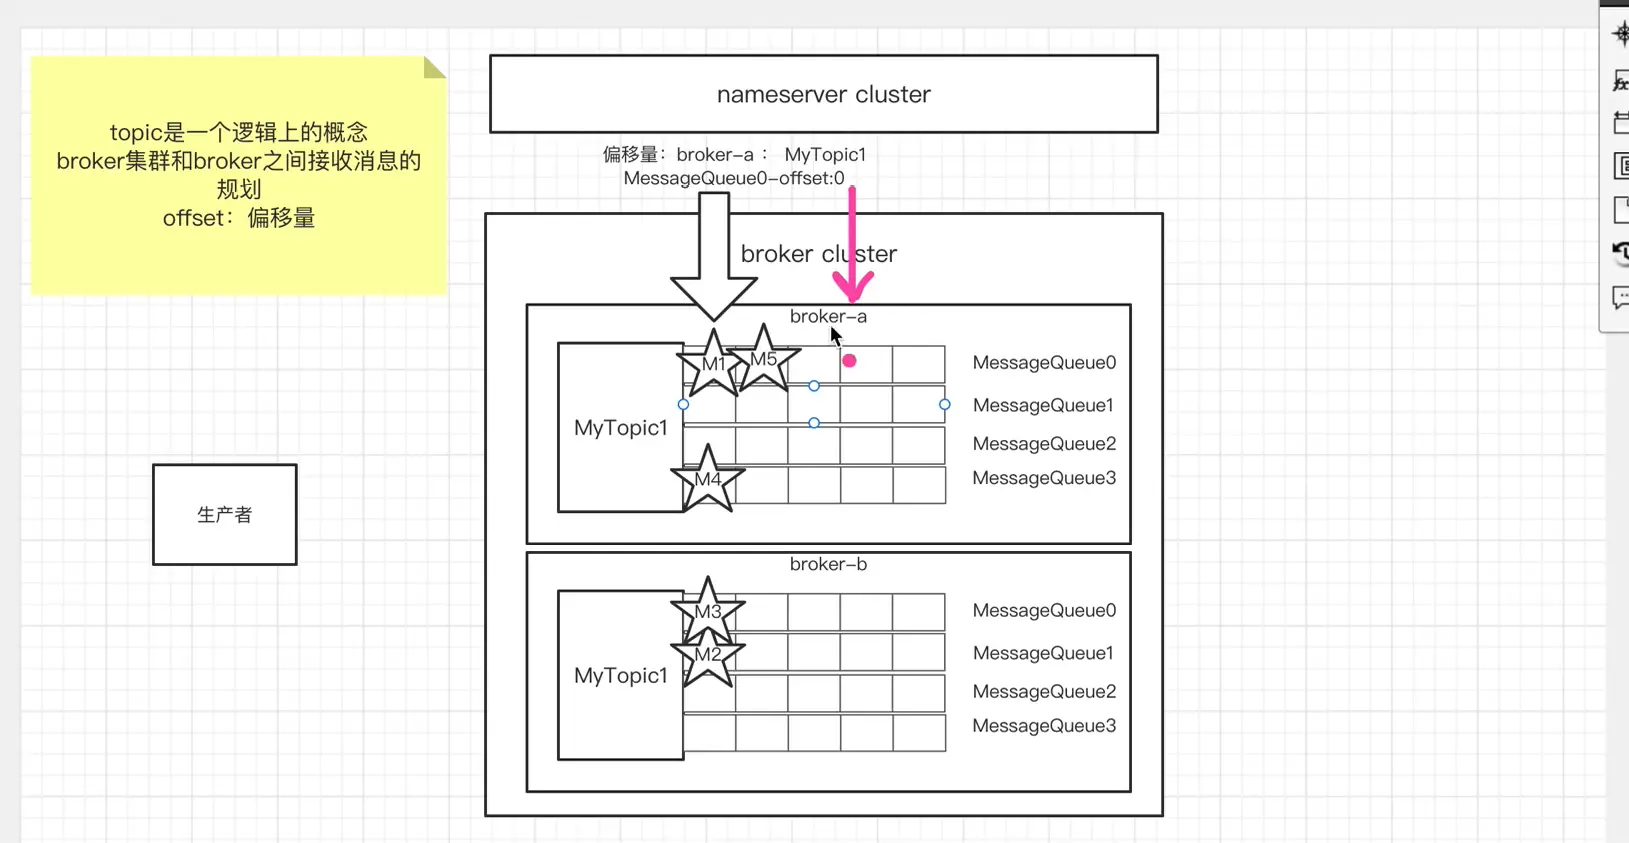 topic是一个逻辑上的概念
broker集群和broker之间接收消息的
规划
offset：偏移量
nameserver cluster
偏移量：broker-a： MyTopic1
MessageQueue0-offset:0
broker cluster
broker-a
M1
M5
MessageQueue0
MessageQueue1
MyTopic1
MessageQueue2
M4
MessageQueue3
生产者
broker-b
M3
MessageQueue0
M2
MessageQueue1
MyTopic1
MessageQueue2
MessageQueue3